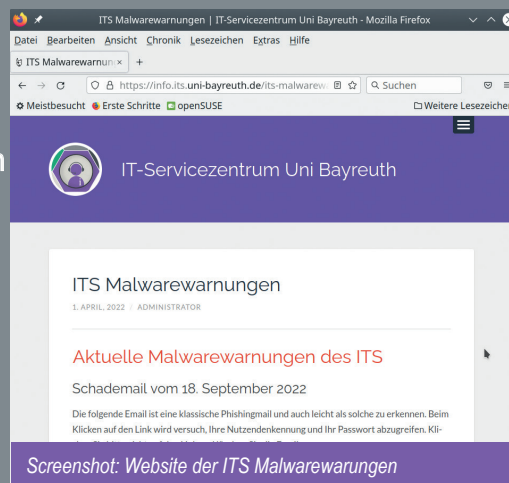 ITS Malwarewarnungen | IT-Servicezentrum Uni Bayreuth - Mozilla Firefox
Datei Bearbeiten Ansicht Chronik Lesezeichen Extras Hilfe
ITS Malwarewarnun × +
https://info.its.uni-bayreuth.de/its-malwarew Suchen
Meistbesucht Erste Schritte openSUSE Weitere Lesezeichen
IT-Servicezentrum Uni Bayreuth
ITS Malwarewarnungen
1. APRIL, 2022 / ADMINISTRATOR
Aktuelle Malwarewarnungen des ITS
Schademail vom 18. September 2022
Die folgende Email ist eine klassische Phishingmail und auch leicht als solche zu erkennen. Beim
Klicken auf den Link wird versuch, Ihre Nutzendenkennung und Ihr Passwort abzugreifen. Kli-
Screenshot: Website der ITS Malwarewarungen